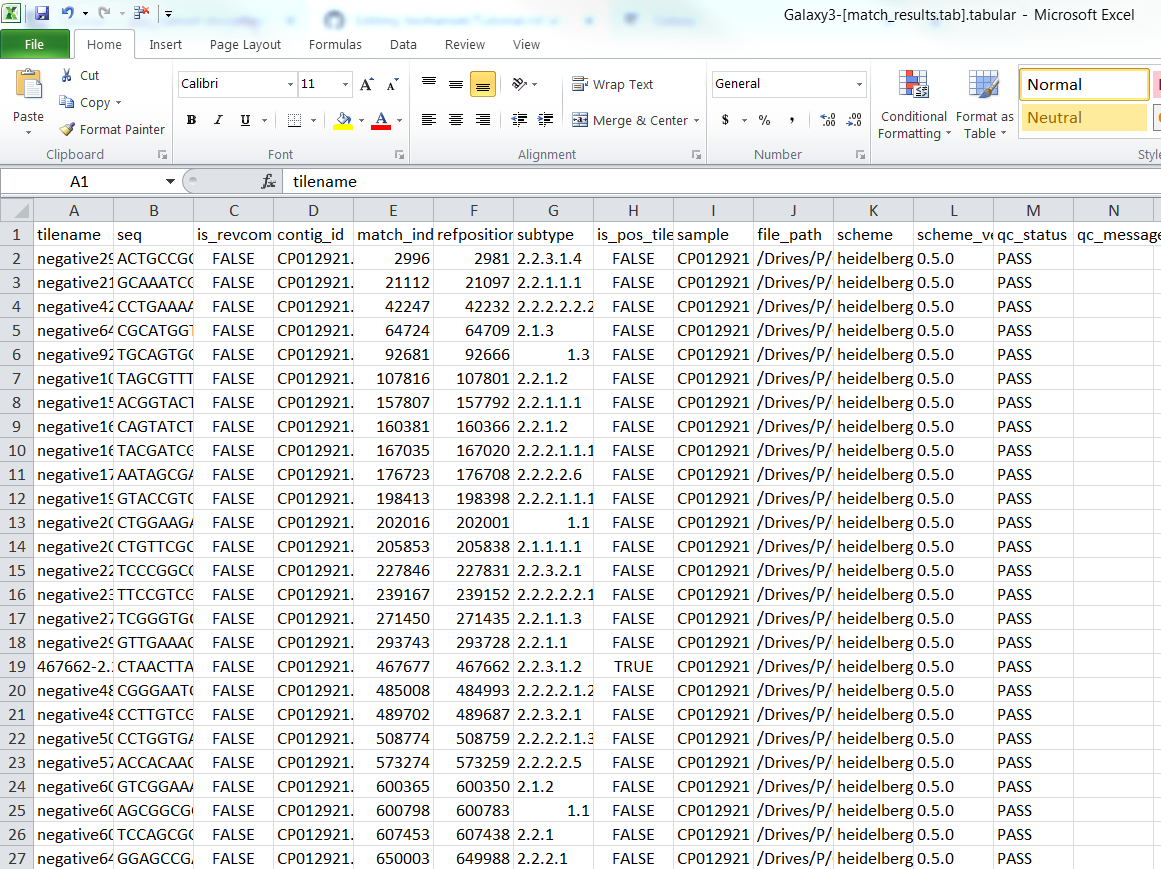 Galaxy3-[match_results.tab].tabular - Microsoft Excel
File Home Insert Page Layout Formulas Data Review View
Paste Cut Copy Format Painter Clipboard
Calibri 11 B I U Font
Wrap Text Merge & Center Alignment
General $ % , Number
Conditional Formatting Format as Table Normal Neutral Style
A1 fx tilename
A B C D E F G H I J K L M N
1 tilename seq is_revcom contig_id match_ind refposition subtype is_pos_tile sample file_path scheme scheme_ve qc_status qc_message
2 negative29 ACTGCCGC FALSE CP012921. 2996 2981 2.2.3.1.4 FALSE CP012921 /Drives/P/ heidelberg 0.5.0 PASS
3 negative21 GCAAATCG FALSE CP012921. 21112 21097 2.2.1.1.1 FALSE CP012921 /Drives/P/ heidelberg 0.5.0 PASS
4 negative42 CCTGAAAA FALSE CP012921. 42247 42232 2.2.2.2.2.2 FALSE CP012921 /Drives/P/ heidelberg 0.5.0 PASS
5 negative64 CGCATGGT FALSE CP012921. 64724 64709 2.1.3 FALSE CP012921 /Drives/P/ heidelberg 0.5.0 PASS
6 negative92 TGCAGTGC FALSE CP012921. 92681 92666 1.3 FALSE CP012921 /Drives/P/ heidelberg 0.5.0 PASS
7 negative10 TAGCGTTT FALSE CP012921. 107816 107801 2.2.1.2 FALSE CP012921 /Drives/P/ heidelberg 0.5.0 PASS
8 negative15 ACGGTACT FALSE CP012921. 157807 157792 2.2.1.1.1 FALSE CP012921 /Drives/P/ heidelberg 0.5.0 PASS
9 negative16 CAGTATCT FALSE CP012921. 160381 160366 2.2.1.2 FALSE CP012921 /Drives/P/ heidelberg 0.5.0 PASS
10 negative16 TACGATCG FALSE CP012921. 167035 167020 2.2.2.1.1.1 FALSE CP012921 /Drives/P/ heidelberg 0.5.0 PASS
11 negative17 AATAGCGA FALSE CP012921. 176723 176708 2.2.2.2.6 FALSE CP012921 /Drives/P/ heidelberg 0.5.0 PASS
12 negative19 GTACCGTC FALSE CP012921. 198413 198398 2.2.2.1.1.1 FALSE CP012921 /Drives/P/ heidelberg 0.5.0 PASS
13 negative20 CTGGAAGA FALSE CP012921. 202016 202001 1.1 FALSE CP012921 /Drives/P/ heidelberg 0.5.0 PASS
14 negative20 CTGTTCGC FALSE CP012921. 205853 205838 2.1.1.1.1 FALSE CP012921 /Drives/P/ heidelberg 0.5.0 PASS
15 negative22 TCCCGGCC FALSE CP012921. 227846 227831 2.2.3.2.1 FALSE CP012921 /Drives/P/ heidelberg 0.5.0 PASS
16 negative23 TTCCGTCG FALSE CP012921. 239167 239152 2.2.2.2.2.1 FALSE CP012921 /Drives/P/ heidelberg 0.5.0 PASS
17 negative27 TCGGGTGC FALSE CP012921. 271450 271435 2.2.1.1.3 FALSE CP012921 /Drives/P/ heidelberg 0.5.0 PASS
18 negative29 GTTGAAAC FALSE CP012921. 293743 293728 2.2.1.1 FALSE CP012921 /Drives/P/ heidelberg 0.5.0 PASS
19 467662-2. CTAACTTA FALSE CP012921. 467677 467662 2.2.3.1.2 TRUE CP012921 /Drives/P/ heidelberg 0.5.0 PASS
20 negative48 CGGGAATC FALSE CP012921. 485008 484993 2.2.2.2.1.2 FALSE CP012921 /Drives/P/ heidelberg 0.5.0 PASS
21 negative48 CCTTGTCG FALSE CP012921. 489702 489687 2.2.3.2.1 FALSE CP012921 /Drives/P/ heidelberg 0.5.0 PASS
22 negative50 CCTGGTGA FALSE CP012921. 508774 508759 2.2.2.2.1.3 FALSE CP012921 /Drives/P/ heidelberg 0.5.0 PASS
23 negative57 ACCACAAC FALSE CP012921. 573274 573259 2.2.2.2.5 FALSE CP012921 /Drives/P/ heidelberg 0.5.0 PASS
24 negative60 GTCGGAAA FALSE CP012921. 600365 600350 2.1.2 FALSE CP012921 /Drives/P/ heidelberg 0.5.0 PASS
25 negative60 AGCGGCGC FALSE CP012921. 600798 600783 1.1 FALSE CP012921 /Drives/P/ heidelberg 0.5.0 PASS
26 negative60 TCCAGCGC FALSE CP012921. 607453 607438 2.2.1 FALSE CP012921 /Drives/P/ heidelberg 0.5.0 PASS
27 negative64 GGAGCCGA FALSE CP012921. 650003 649988 2.2.2.1 FALSE CP012921 /Drives/P/ heidelberg 0.5.0 PASS